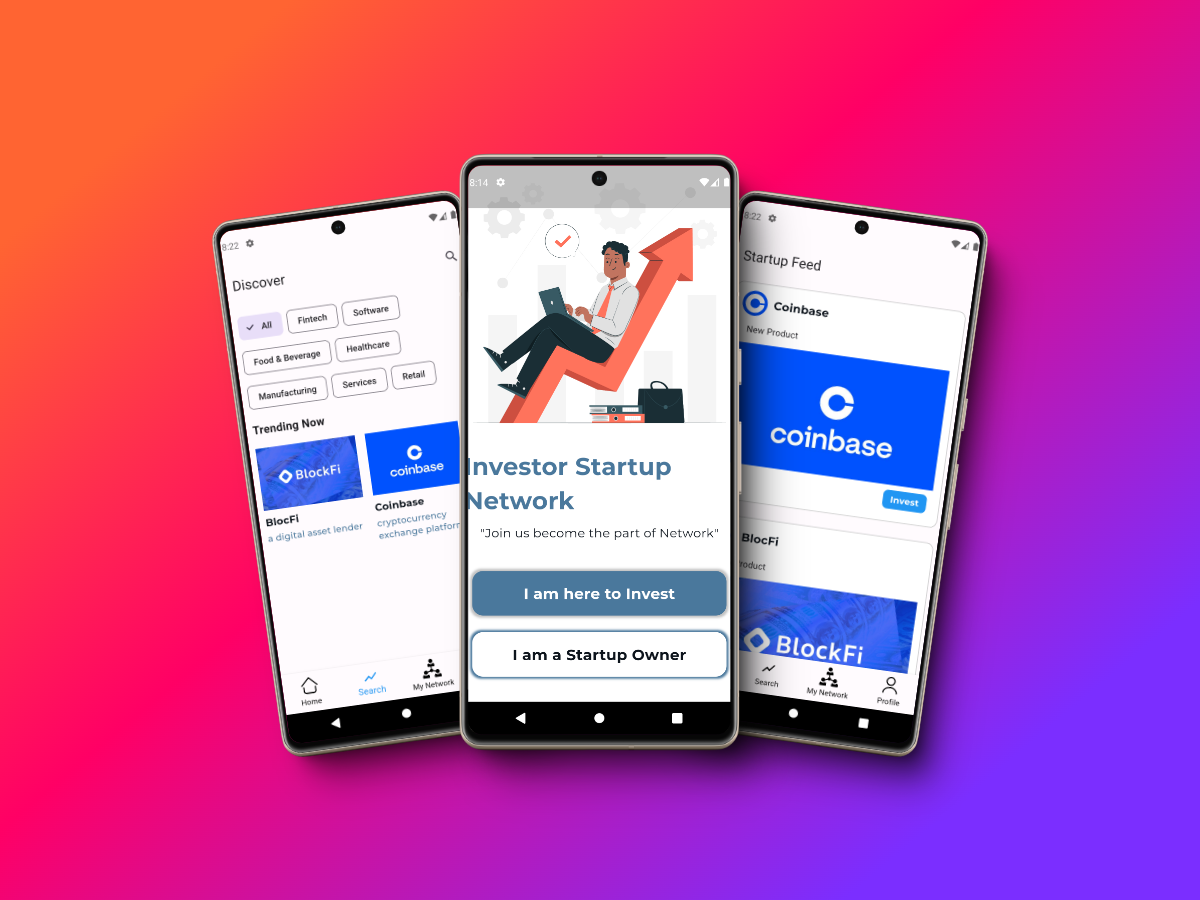 8:22
Discover
All
Fintech
Software
Food & Beverage
Healthcare
Manufacturing
Services
Retail
Trending Now
BlockFi
coinbase
BlocFi
Coinbase
a digital asset lender
cryptocurrency
exchange platform
Home
Search
My Network
8:14
Investor Startup
Network
"Join us become the part of Network"
I am here to Invest
I am a Startup Owner
8:22
Startup Feed
Coinbase
New Product
coinbase
Invest
BlocFi
roduct
BlockFi
Search
My Network
Profile